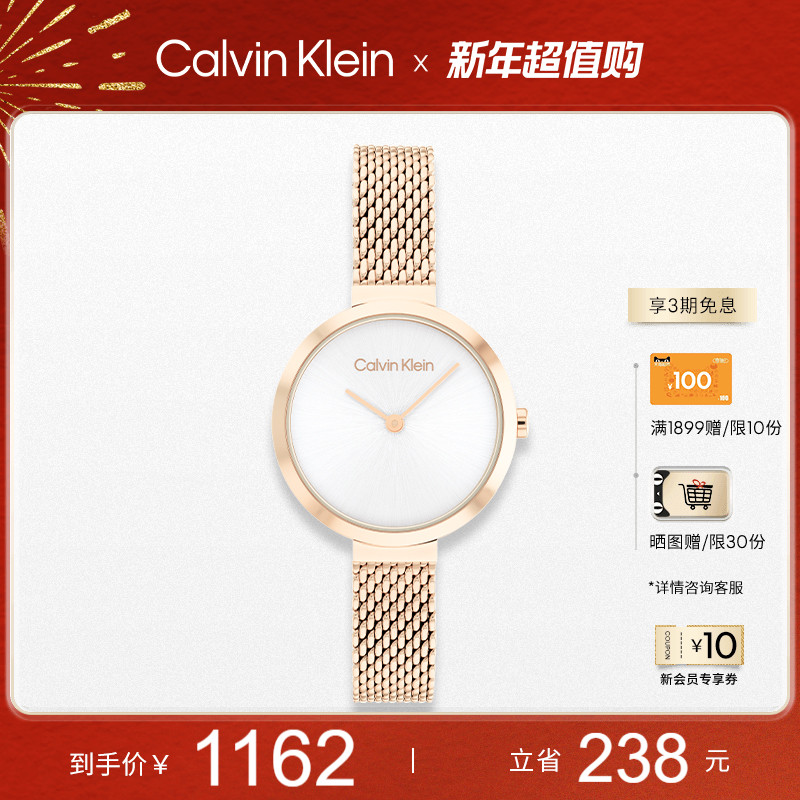 Calvin Klein x 新年超值购
Calvin Klein
享3期免息
¥100
满1899赠/限10份
晒图赠/限30份
*详情咨询客服
COUPON
¥10
新会员专享券
到手价¥ 1162 | 立省 238 元